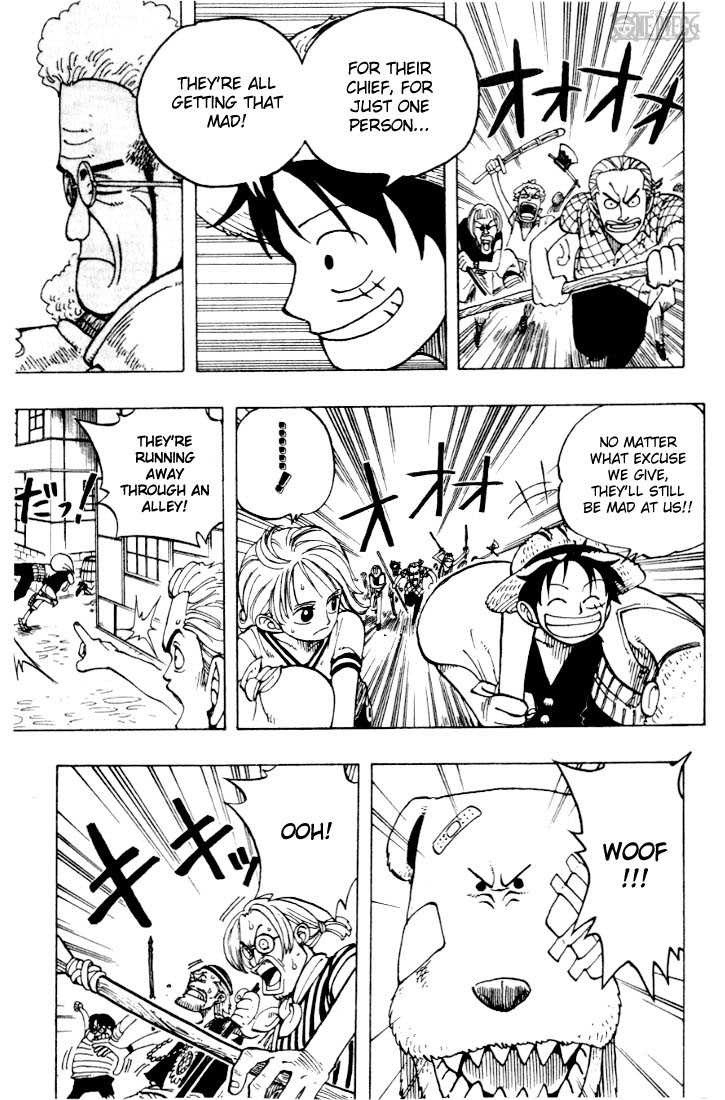 ONE PIECE
オオオオ
FOR THEIR
CHIEF, FOR
JUST ONE
PERSON...
THEY'RE ALL
GETTING THAT
MAD!
NO MATTER
WHAT EXCUSE
WE GIVE,
THEY'LL STILL
BE MAD AT US!!
オオオ
.......!
THEY'RE
RUNNING
AWAY
THROUGH AN
ALLEY!
だっ!
WOOF
!!!
OOH!
キキッ